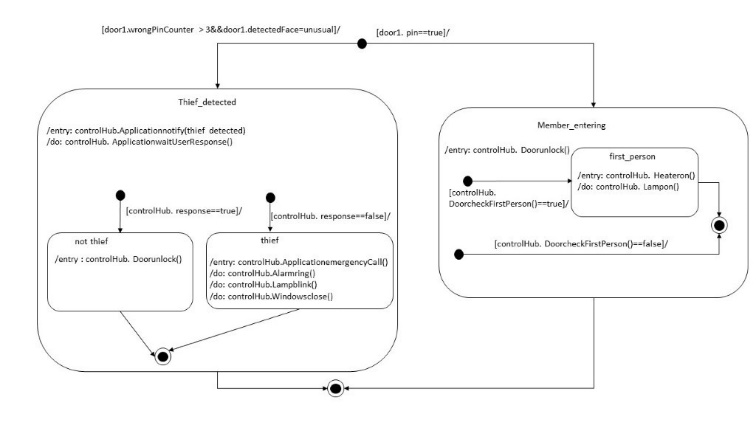 [door1.wrongPinCounter > 3&&door1.detectedFace=unusual]/
[door1. pin==true]/
Thief_detected
/entry: controlHub.Applicationnotify(thief detected)
/do: controlHub. ApplicationwaitUserResponse()
[controlHub. response==true]/
[controlHub. response==false]/
not thief
/entry : controlHub. Doorunlock()
thief
/entry: controlHub.ApplicationemergencyCall()
/do: controlHub.Alarmring()
/do: controlHub.Lampblink()
/do: controlHub.Windowsclose()
Member_entering
/entry: controlHub. Doorunlock()
first_person
/entry: controlHub. Heateron()
/do: controlHub. Lampon()
[controlHub.
DoorcheckFirstPerson()==true]/
[controlHub. DoorcheckFirstPerson()==false]/